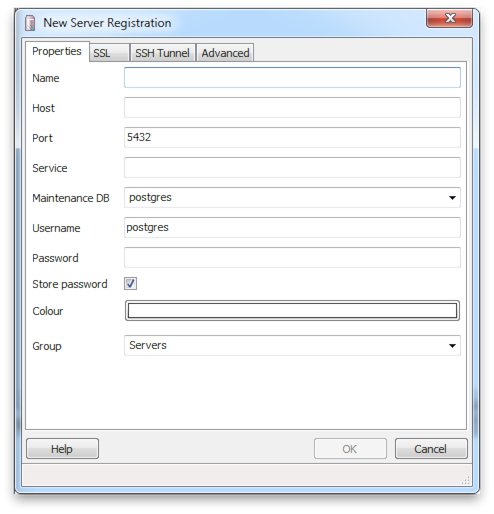 New Server Registration
Properties SSL SSH Tunnel Advanced
Name
Host
Port 5432
Service
Maintenance DB postgres
Username postgres
Password
Store password
Colour
Group Servers
Help OK Cancel